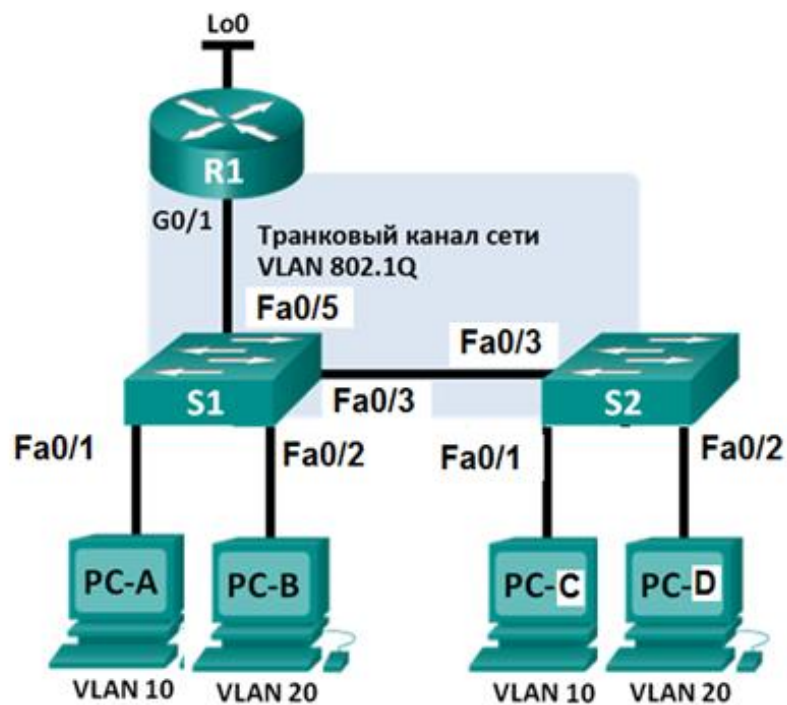 Lo0
R1
G0/1
Транковый канал сети
VLAN 802.1Q
Fa0/5
Fa0/3
S1
Fa0/3
S2
Fa0/1
Fa0/2
Fa0/1
Fa0/2
PC-A
PC-B
PC-C
PC-D
VLAN 10
VLAN 20
VLAN 10
VLAN 20